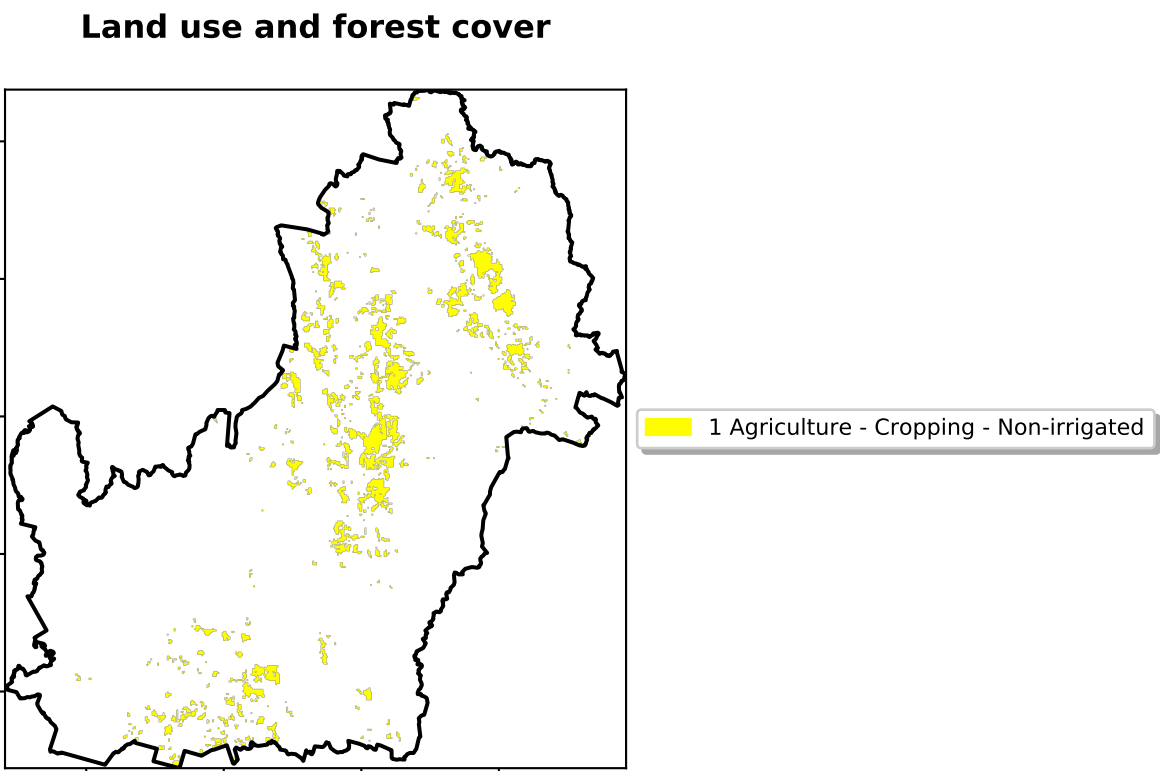 Land use and forest cover
1 Agriculture - Cropping - Non-irrigated